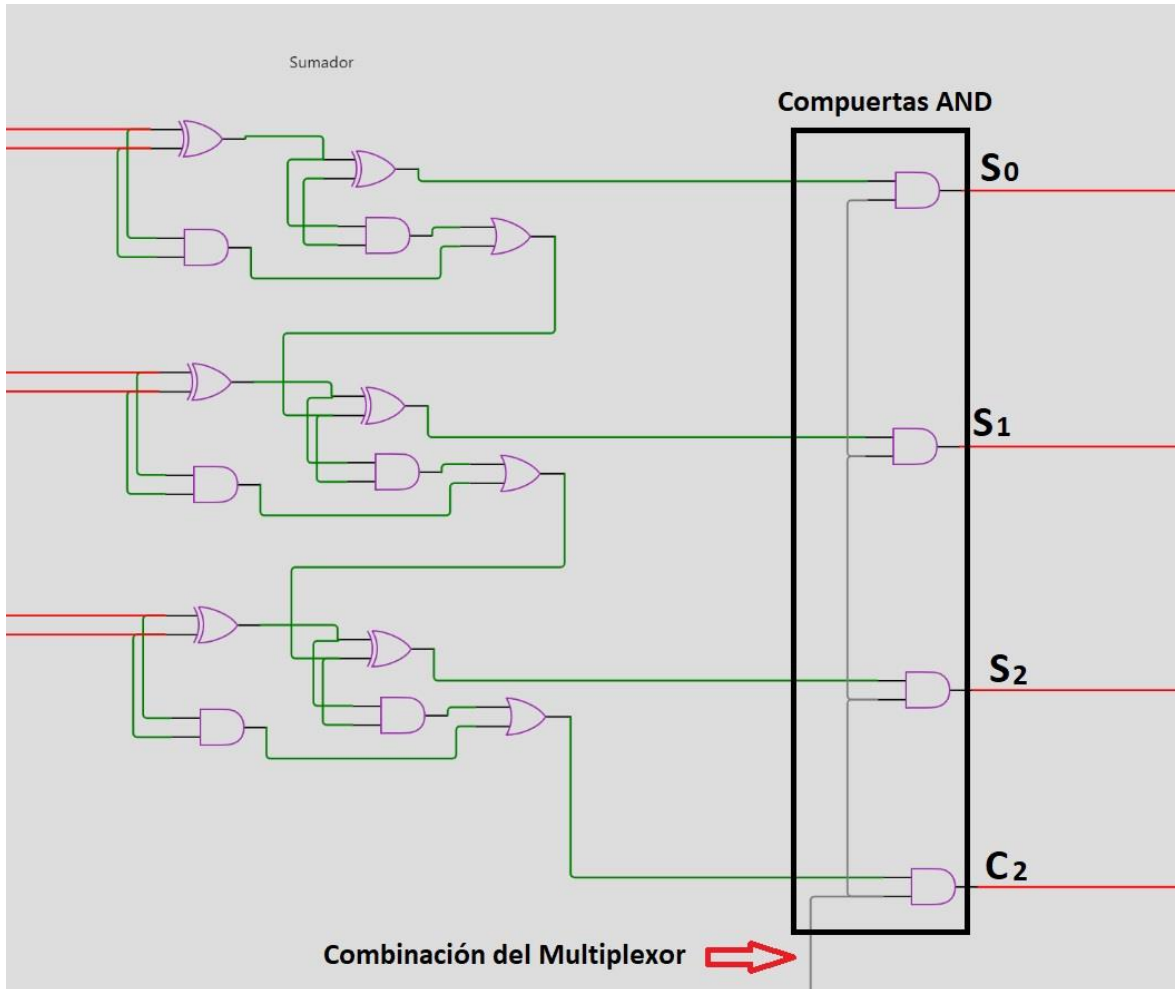 Sumador
Compuertas AND
S0
S1
S2
C2
Combinación del Multiplexor